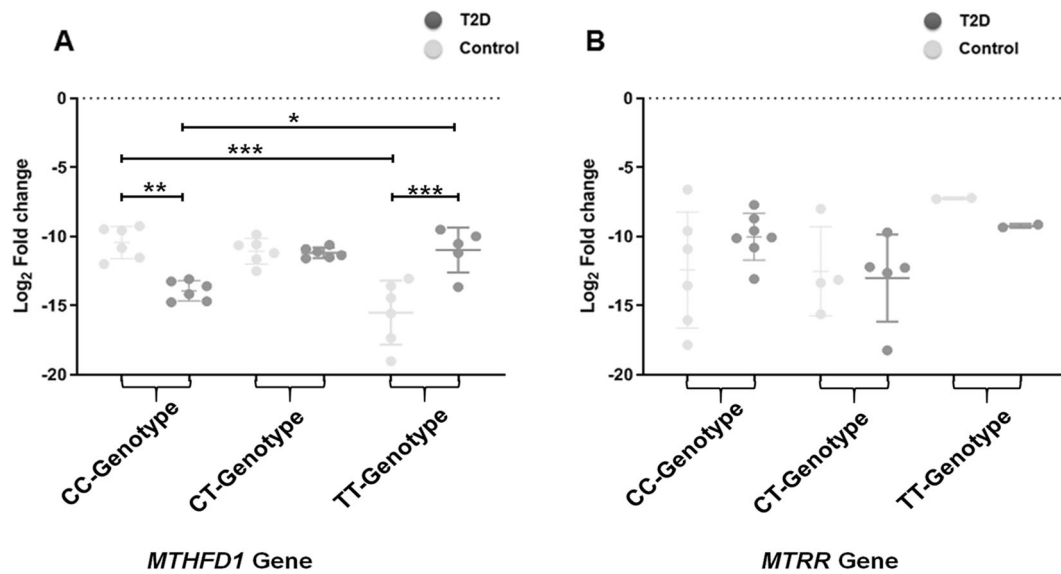 A
T2D
Control
Log2 Fold change
0
-5
-10
-15
-20
*
***
**
***
CC-Genotype
CT-Genotype
TT-Genotype
MTHFD1 Gene
B
T2D
Control
Log2 Fold change
0
-5
-10
-15
-20
CC-Genotype
CT-Genotype
TT-Genotype
MTRR Gene